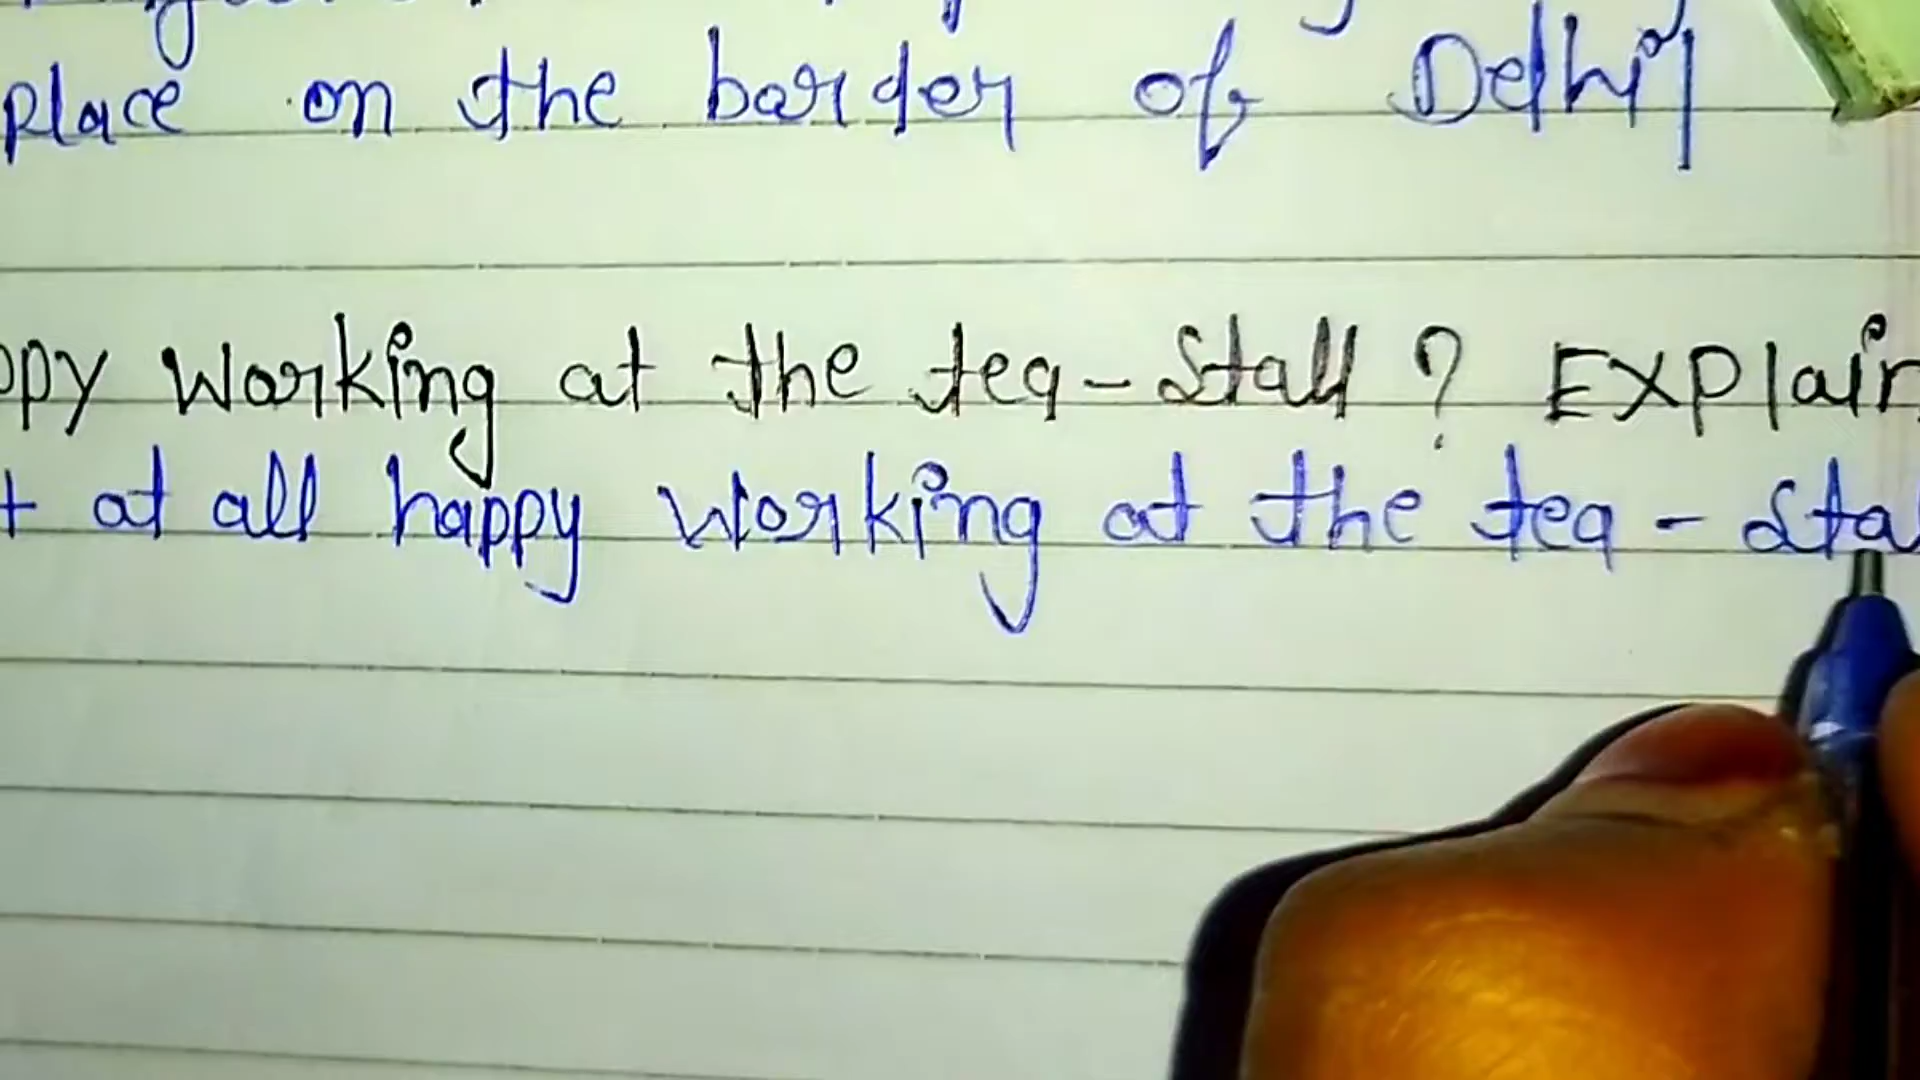 place on the border of Delhi
ppy working at the tea-stall ? Explain
t at all happy working at the tea - stal